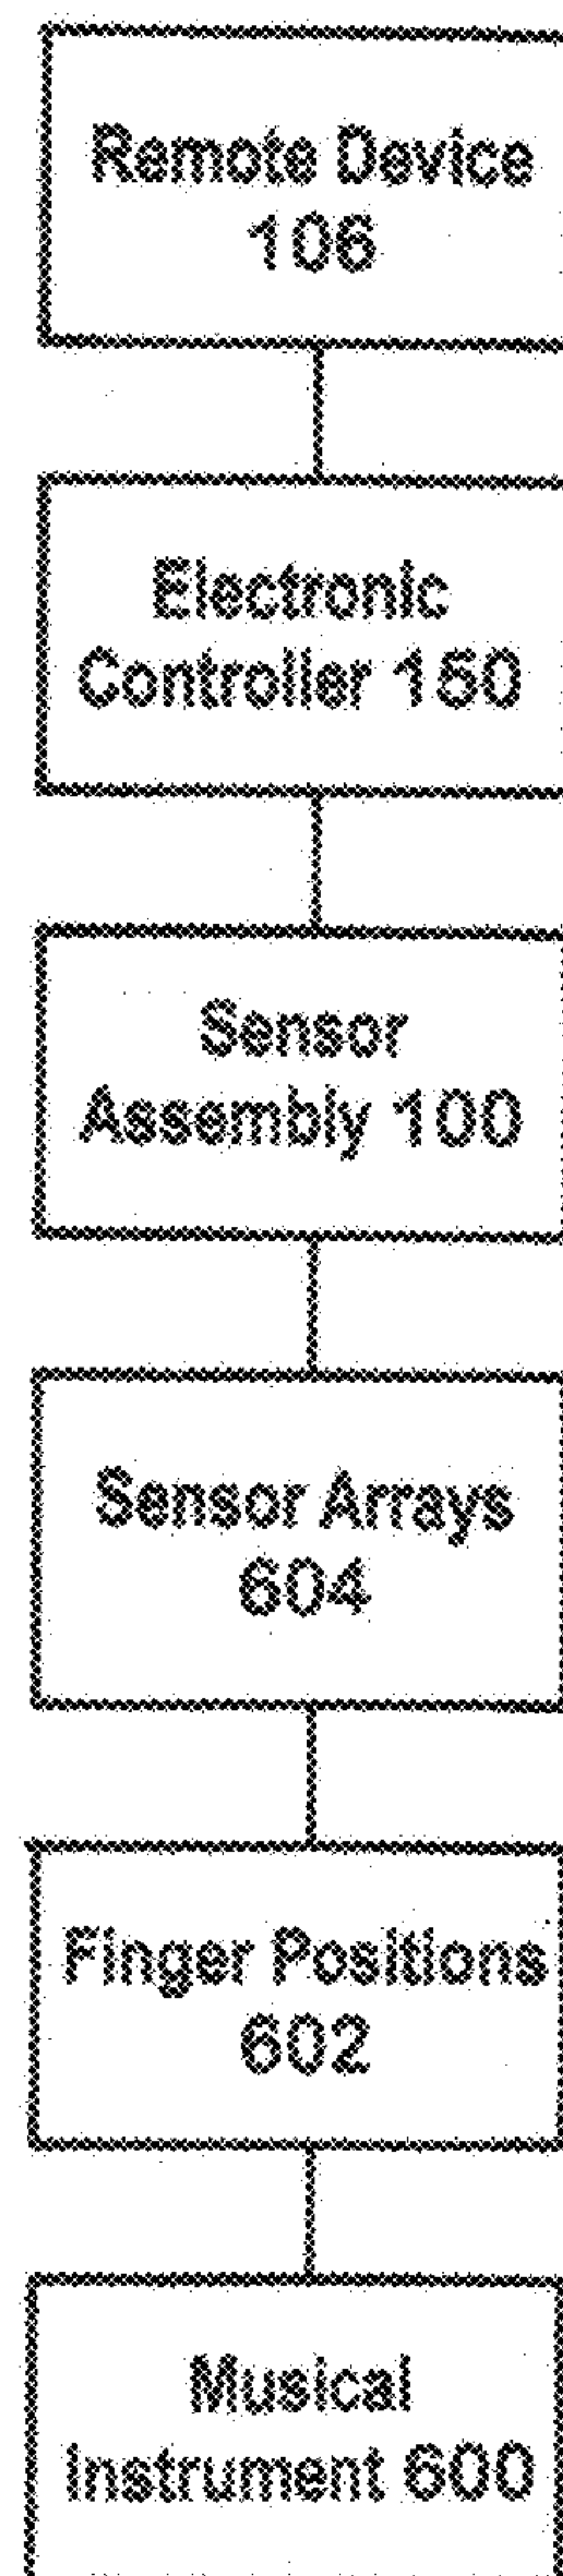 Remote Device
106
Electronic
Controller 150
Sensor
Assembly 100
Sensor Arrays
604
Finger Positions
602
Musical
Instrument 600